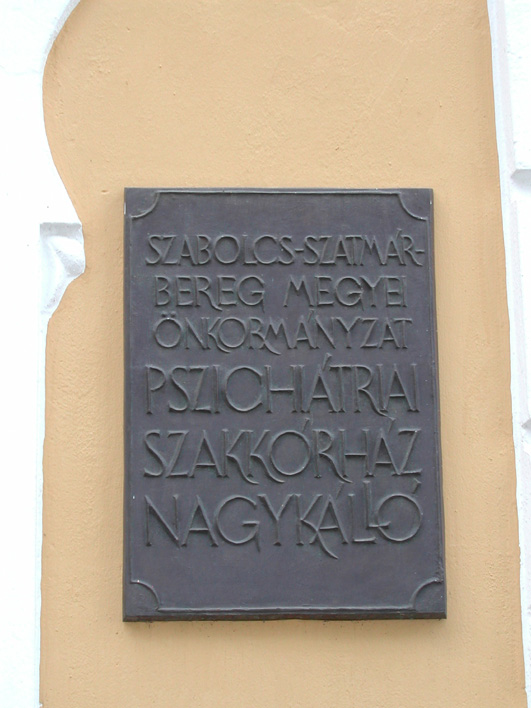 SZABOLCS-SZATMÁR-
BEREG MEGYEI
ÖNKORMÁNYZAT
PSZICHIÁTRIAI
SZAKKÓRHÁZ
NAGYKÁLLÓ